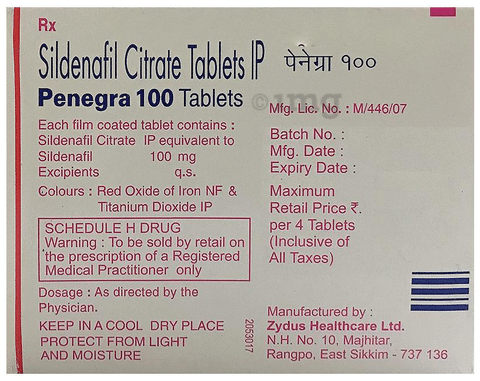 Rx
Sildenafil Citrate Tablets IP पेनेग्रा १००
Penegra 100 Tablets
1mg
Mfg. Lic. No. : M/446/07
Each film coated tablet contains :
Sildenafil Citrate IP equivalent to
Sildenafil 100 mg
Excipients q.s.
Colours : Red Oxide of Iron NF &
Titanium Dioxide IP
SCHEDULE H DRUG
Warning : To be sold by retail on
the prescription of a Registered
Medical Practitioner only
Dosage : As directed by the
Physician.
KEEP IN A COOL DRY PLACE
PROTECT FROM LIGHT
AND MOISTURE
2053017
Batch No. :
Mfg. Date :
Expiry Date :
Maximum
Retail Price ₹.
per 4 Tablets
(Inclusive of
All Taxes)
Manufactured by :
Zydus Healthcare Ltd.
N.H. No. 10, Majhitar,
Rangpo, East Sikkim - 737 136